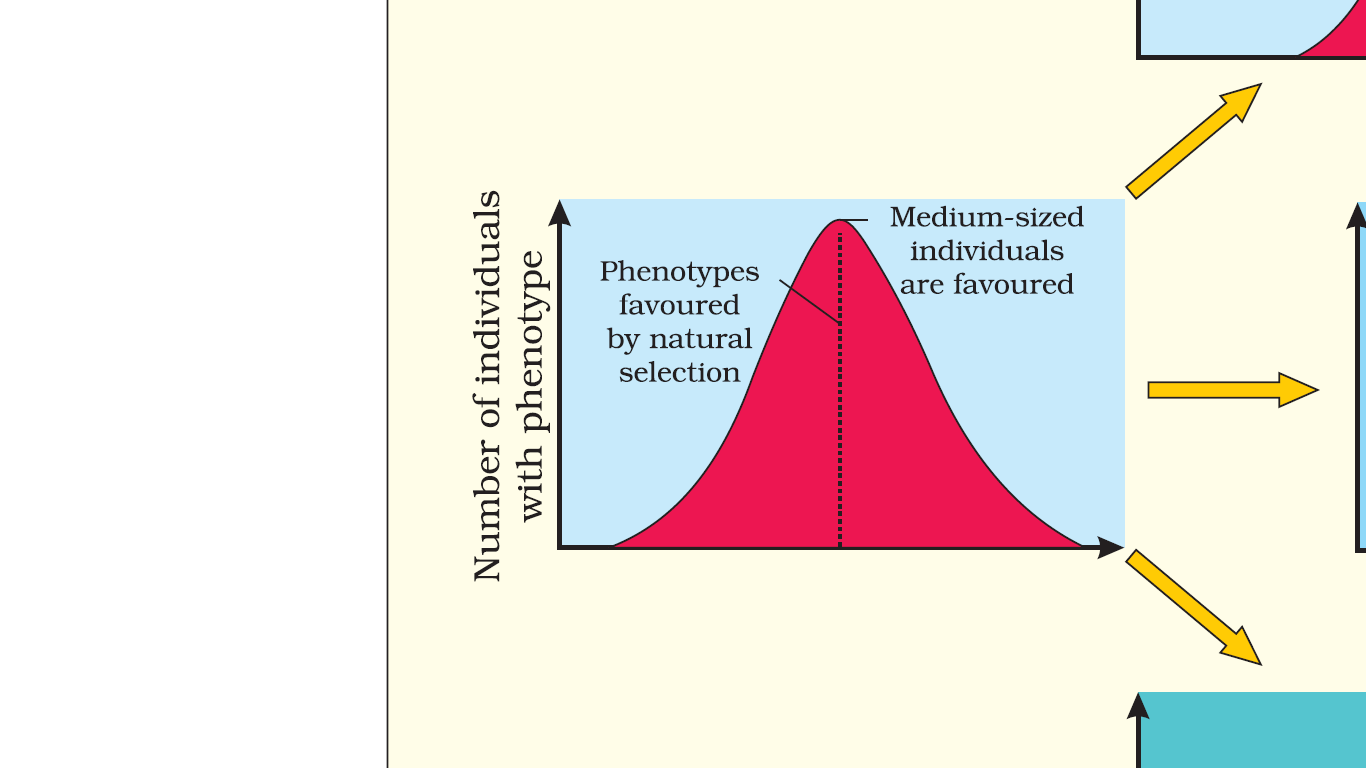 Number of individuals
with phenotype
Phenotypes
favoured
by natural
selection
Medium-sized
individuals
are favoured